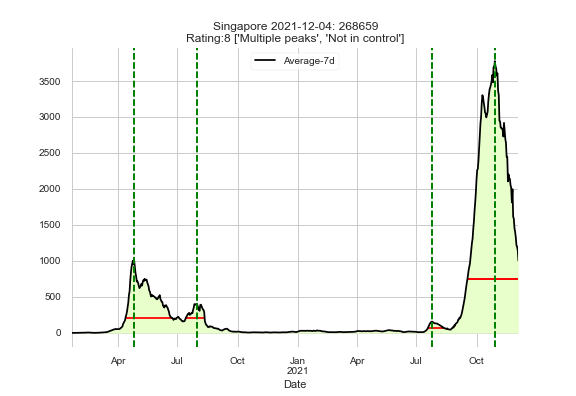 Singapore 2021-12-04: 268659
Rating:8 ['Multiple peaks', 'Not in control']
Average-7d
3500
3000
2500
2000
1500
1000
500
0
Apr
Jul
Oct
Jan
2021
Apr
Jul
Oct
Date